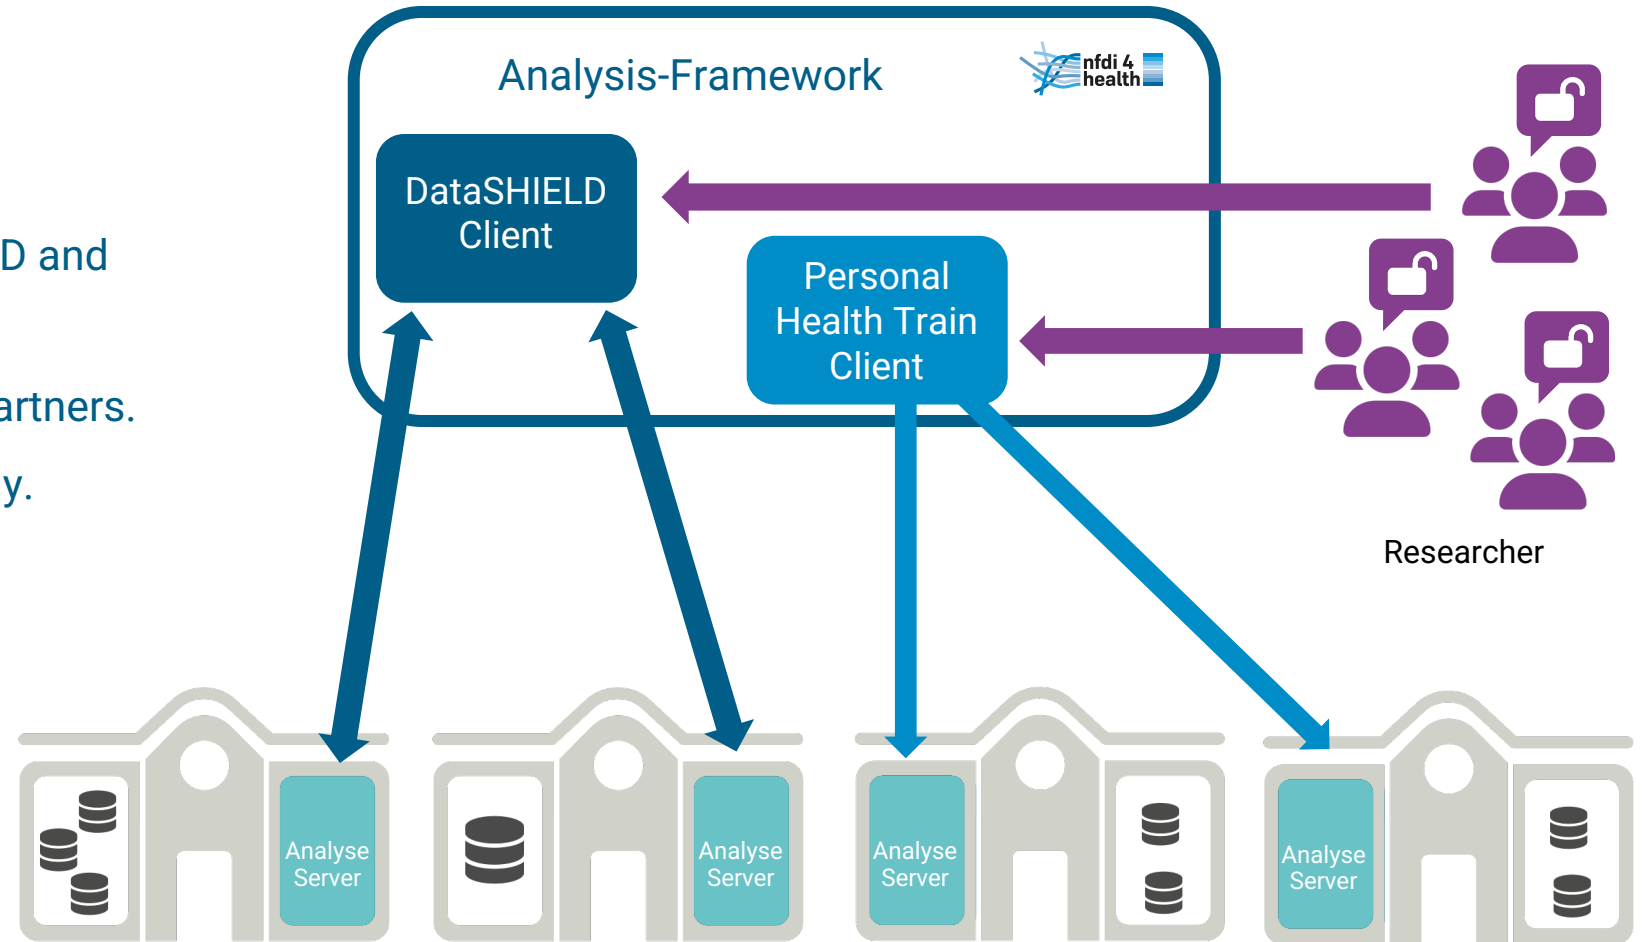 Analysis-Framework
nfdi 4
health
DataSHIELD
Client
Personal
Health Train
Client
D and
artners.
y.
Researcher
Analyse
Server
Analyse
Server
Analyse
Server
Analyse
Server